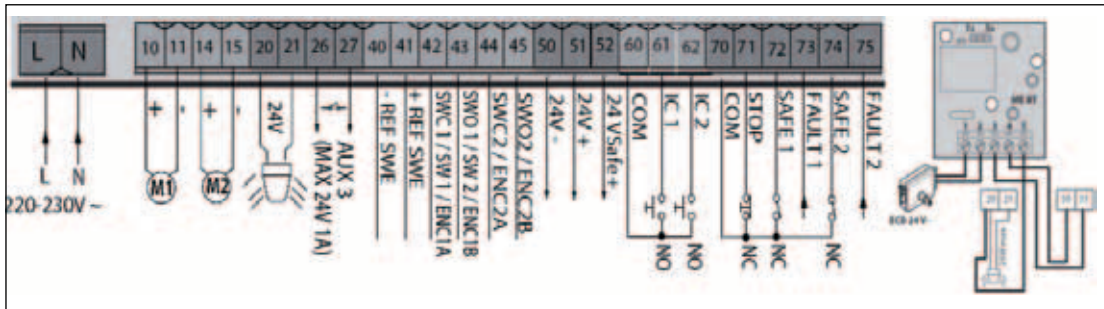 L N
10 11 14 15 20 21 26 27 40 41 42 43 44 45 50 51 52 60 61 62 70 71 72 73 74 75
+ - + -
M1 M2
24V
AUX 3
(MAX 24V 1A)
- REF SWE
+ REF SWE
SWC 1 / SW 1 / ENC1A
SWO 1 / SW 2 / ENC1B
SWC2 / ENC2A
SWO2 / ENC2B
24V -
24V +
24 VSafe+
COM
IC 1
IC 2
NO NO
COM
STOP
SAFE 1
FAULT 1
SAFE 2
FAULT 2
NC NC NC
L N
220-230V ~
20 21